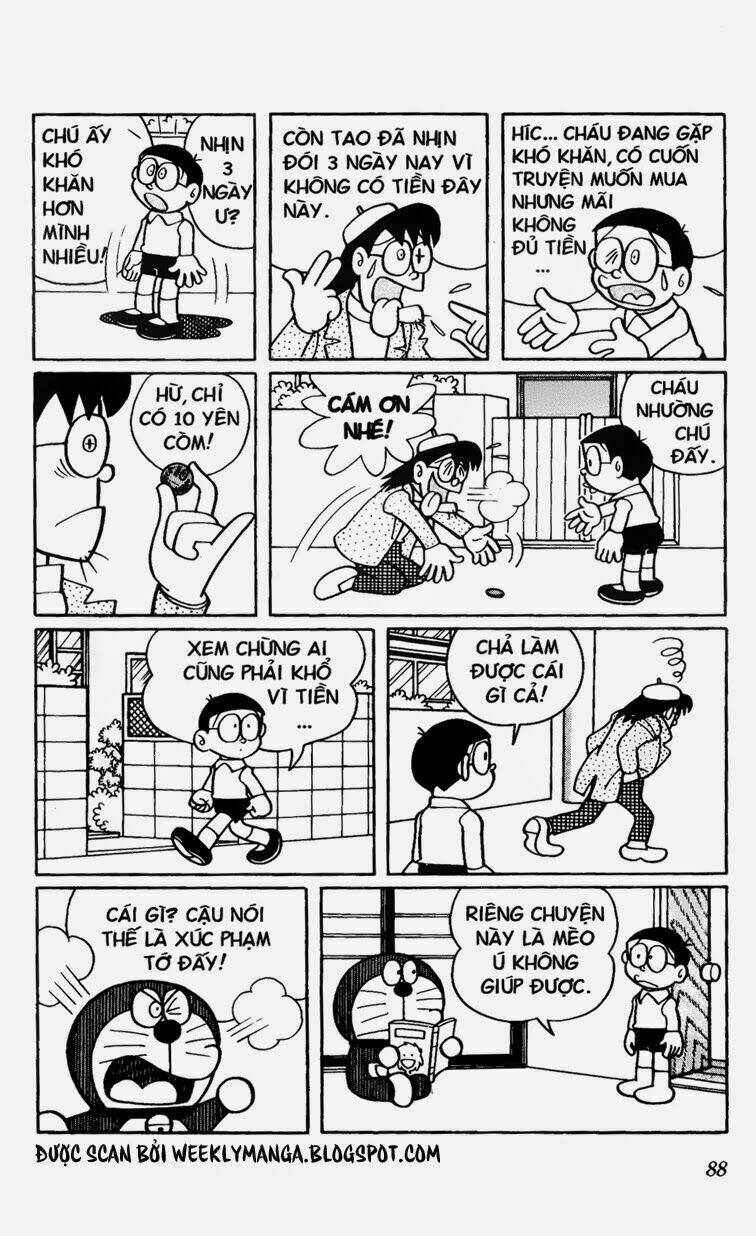 HÍC... CHÁU ĐANG GẶP
KHÓ KHĂN, CÓ CUỐN
TRUYỆN MUỐN MUA
NHƯNG MÃI
KHÔNG
ĐỦ TIỀN
...
CÒN TAO ĐÃ NHỊN
ĐÓI 3 NGÀY NAY VÌ
KHÔNG CÓ TIỀN ĐÂY
NÀY.
NHỊN
3
NGÀY
Ư?
CHÚ ẤY
KHÓ
KHĂN
HƠN
MÌNH
NHIỀU!
CHÁU
NHƯỜNG
CHÚ
ĐẤY.
CÁM ƠN
NHÉ!
HỪ, CHỈ
CÓ 10 YÊN
CÒM!
CHẢ LÀM
ĐƯỢC CÁI
GÌ CẢ!
XEM CHỪNG AI
CŨNG PHẢI KHỔ
VÌ TIỀN
...
RIÊNG CHUYỆN
NÀY LÀ MÈO
Ú KHÔNG
GIÚP ĐƯỢC.
CÁI GÌ? CẬU NÓI
THẾ LÀ XÚC PHẠM
TỚ ĐẤY!
ĐƯỢC SCAN BỞI WEEKLYMANGA.BLOGSPOT.COM
88